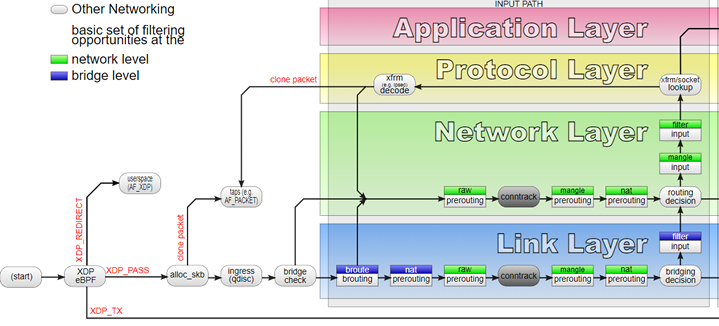 INPUT PATH
Other Networking
basic set of filtering
opportunities at the
network level
bridge level
Application Layer
Protocol Layer
clone packet
xfrm
(e.g. ipsec)
decode
xfrm/socket
lookup
Network Layer
filter
input
mangle
input
userspace
(AF_XDP)
taps (e.g.
AF_PACKET)
raw
prerouting
conntrack
mangle
prerouting
nat
prerouting
routing
decision
XDP_REDIRECT
clone packet
Link Layer
filter
input
(start)
XDP
eBPF
XDP_PASS
alloc_skb
ingress
(qdisc)
bridge
check
broute
brouting
nat
prerouting
raw
prerouting
conntrack
mangle
prerouting
nat
prerouting
bridging
decision
XDP_TX